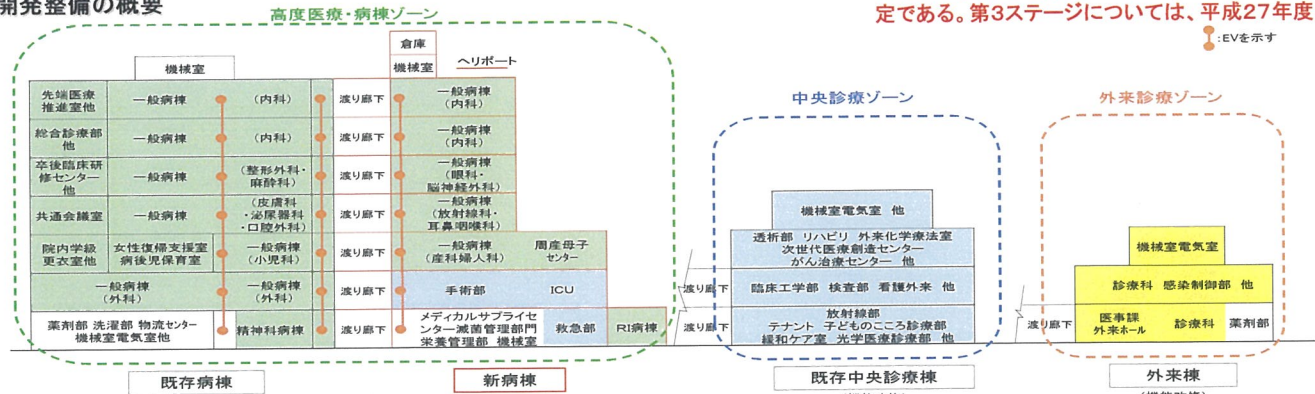 開発整備の概要
定である。第3ステージについては、平成27年度
:EVを示す
高度医療・病棟ゾーン
倉庫
機械室
機械室
ヘリポート
先端医療
推進室他
一般病棟
(内科)
渡り廊下
一般病棟
(内科)
総合診療部
他
一般病棟
(内科)
渡り廊下
一般病棟
(内科)
卒後臨床研
修センター
他
一般病棟
(整形外科・
麻酔科)
渡り廊下
一般病棟
(眼科・
脳神経外科)
共通会議室
一般病棟
(皮膚科
・泌尿器科
・口腔外科)
渡り廊下
一般病棟
(放射線科・
耳鼻咽喉科)
院内学級
更衣室他
女性復帰支援室
病後児保育室
一般病棟
(小児科)
渡り廊下
一般病棟
(産科婦人科)
周産母子
センター
一般病棟
(外科)
一般病棟
(外科)
渡り廊下
手術部
ICU
薬剤部 洗濯部 物流センター
機械室電気室他
精神科病棟
渡り廊下
メディカルサプライセ
ンター滅菌管理部門
栄養管理部 機械室
救急部
RI病棟
既存病棟
新病棟
中央診療ゾーン
機械室電気室 他
透析部 リハビリ 外来化学療法室
次世代医療創造センター
がん治療センター 他
渡り廊下
臨床工学部 検査部 看護外来 他
渡り廊下
放射線部
テナント 子どものこころ診療部
緩和ケア室 光学医療診療部 他
既存中央診療棟
外来診療ゾーン
機械室電気室
診療科 感染制御部 他
渡り廊下
医事課
外来ホール
診療科
薬剤部
外来棟